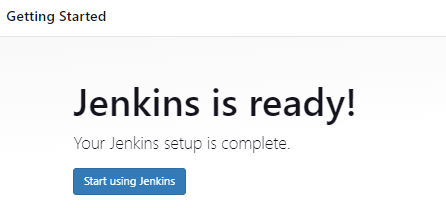 Getting Started
Jenkins is ready!
Your Jenkins setup is complete.
Start using Jenkins